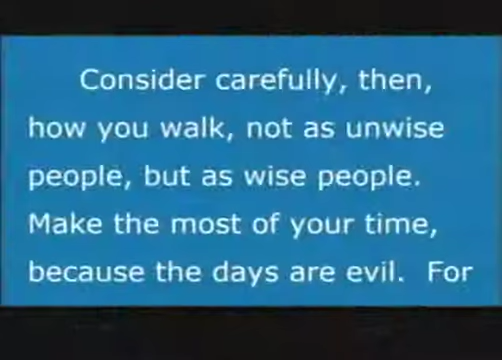 Consider carefully, then,
how you walk, not as unwise
people, but as wise people.
Make the most of your time,
because the days are evil.  For